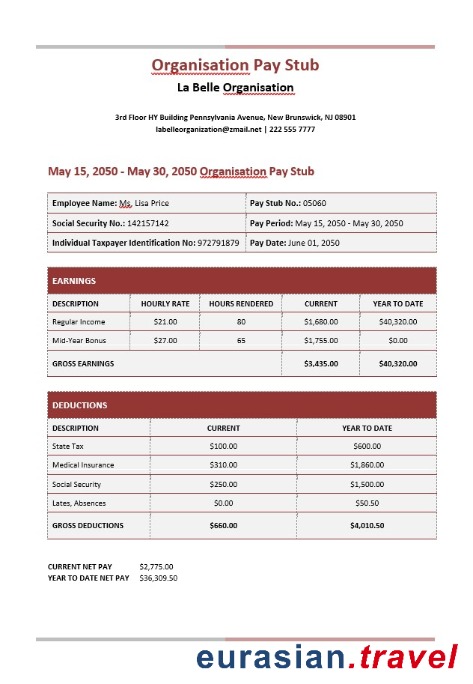 Organisation Pay Stub
La Belle Organisation
3rd Floor HY Building Pennsylvania Avenue, New Brunswick, NJ 08901
labelleorganization@zmail.net | 222 555 7777
May 15, 2050 - May 30, 2050 Organisation Pay Stub
Employee Name: Ms. Lisa Price Pay Stub No.: 05060
Social Security No.: 142157142 Pay Period: May 15, 2050 - May 30, 2050
Individual Taxpayer Identification No: 972791879 Pay Date: June 01, 2050
EARNINGS
DESCRIPTION HOURLY RATE HOURS RENDERED CURRENT YEAR TO DATE
Regular Income $21.00 80 $1,680.00 $40,320.00
Mid-Year Bonus $27.00 65 $1,755.00 $0.00
GROSS EARNINGS $3,435.00 $40,320.00
DEDUCTIONS
DESCRIPTION CURRENT YEAR TO DATE
State Tax $100.00 $600.00
Medical Insurance $310.00 $1,860.00
Social Security $250.00 $1,500.00
Lates, Absences $0.00 $50.50
GROSS DEDUCTIONS $660.00 $4,010.50
CURRENT NET PAY $2,775.00
YEAR TO DATE NET PAY $36,309.50
eurasian.travel